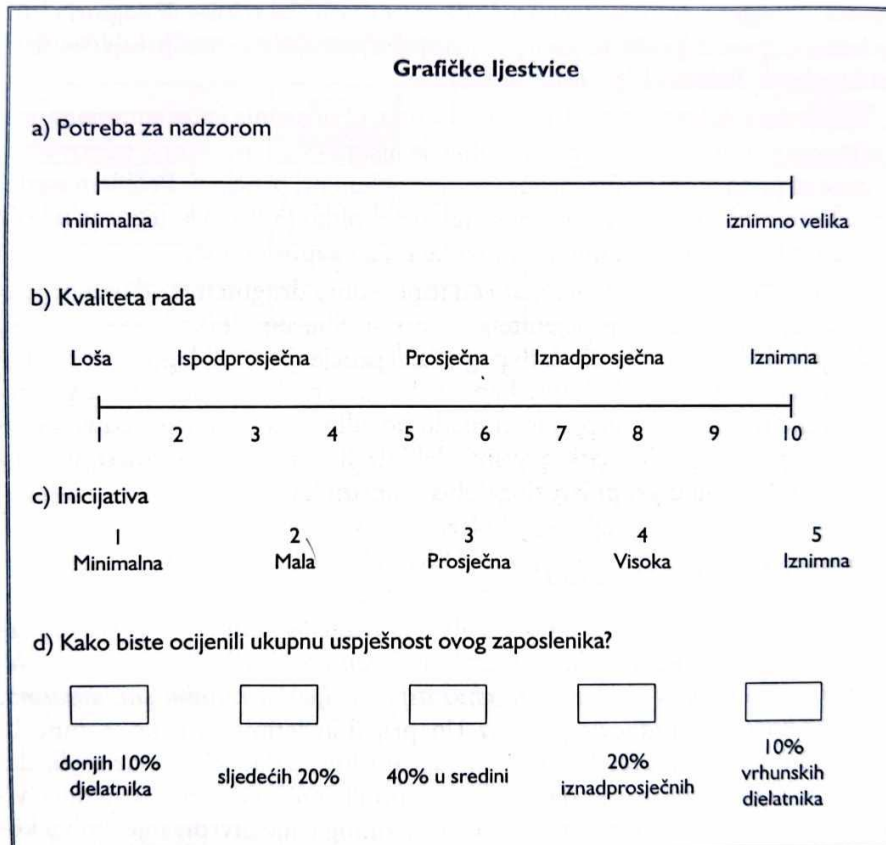 Grafičke ljestvice
a) Potreba za nadzorom
minimalna iznimno velika
b) Kvaliteta rada
Loša Ispodprosječna Prosječna Iznadprosječna Iznimna
1 2 3 4 5 6 7 8 9 10
c) Inicijativa
1 2 3 4 5
Minimalna Mala Prosječna Visoka Iznimna
d) Kako biste ocijenili ukupnu uspješnost ovog zaposlenika?
donjih 10% djelatnika
sljedećih 20%
40% u sredini
20% iznadprosječnih
10% vrhunskih djelatnika